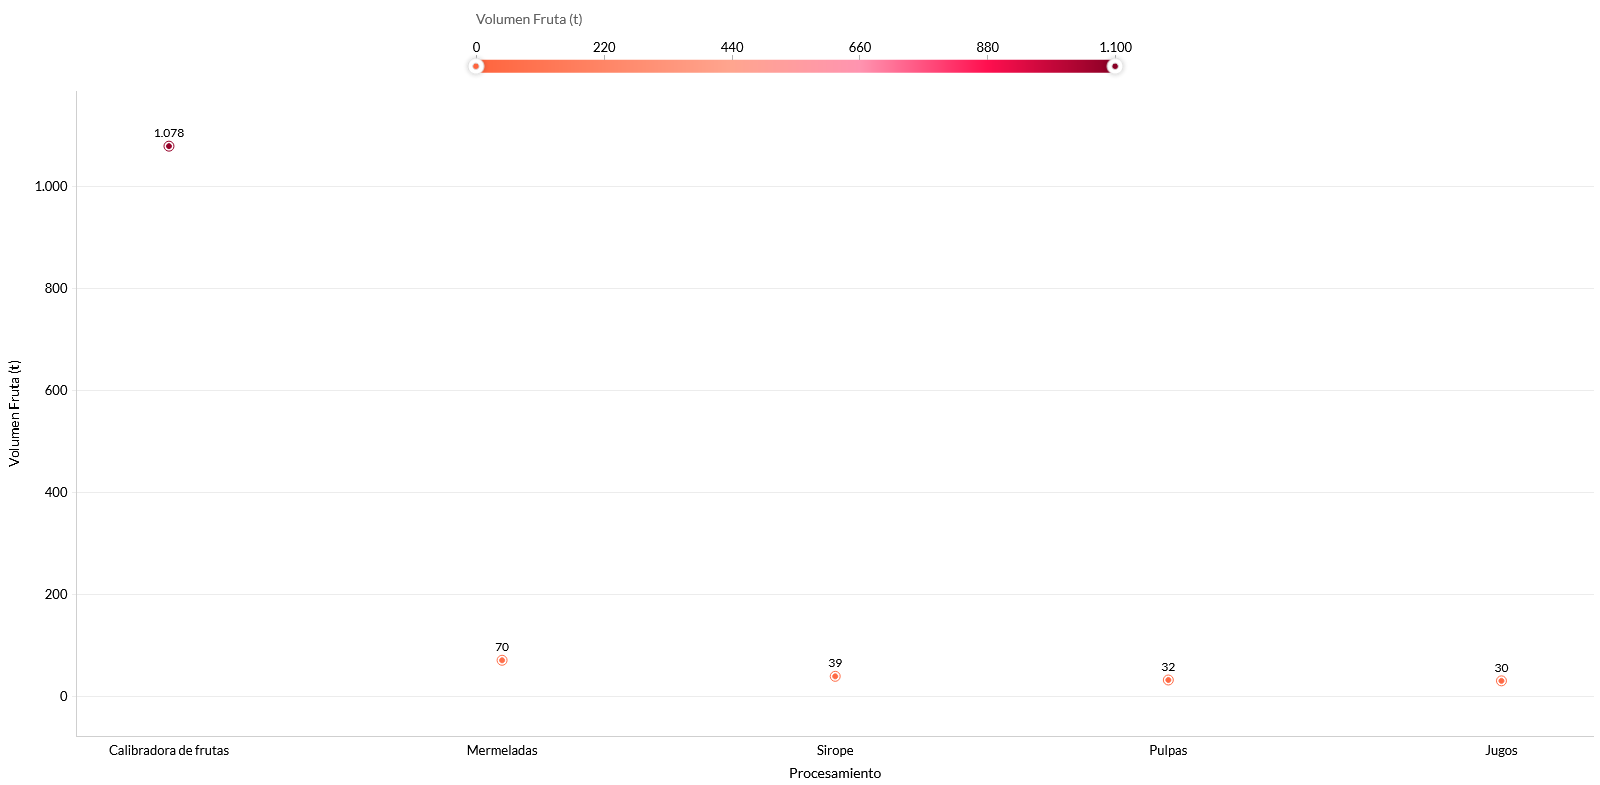 Volumen Fruta (t)
0 220 440 660 880 1.100
1.078
1.000
800
600
400
200
0
Volumen Fruta (t)
70
39
32
30
Calibradora de frutas Mermeladas Sirope Pulpas Jugos
Procesamiento